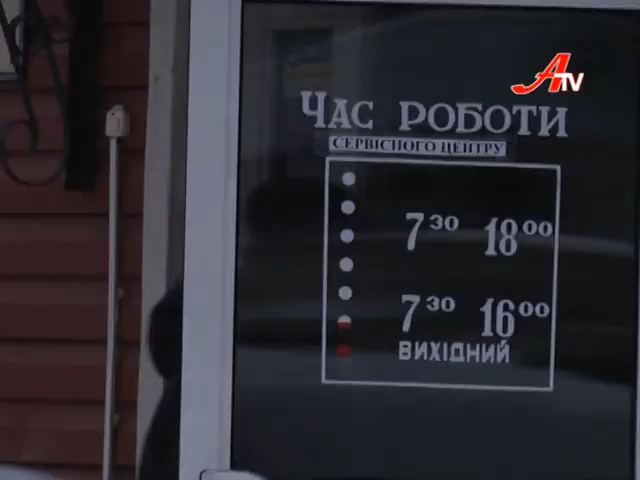 ATV
ЧАС РОБОТИ
СЕРВІСНОГО ЦЕНТРУ
7³⁰ 18⁰⁰
7³⁰ 16⁰⁰
ВИХІДНИЙ